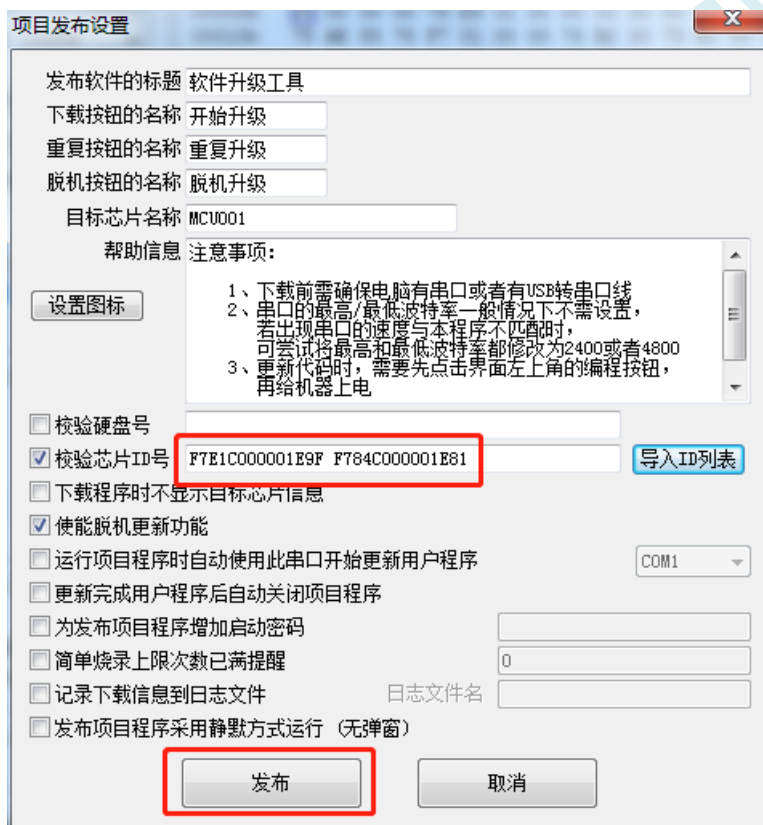 项目发布设置
发布软件的标题 软件升级工具
下载按钮的名称 开始升级
重复按钮的名称 重复升级
脱机按钮的名称 脱机升级
目标芯片名称 MCU001
帮助信息 注意事项：
1、下载前需确保电脑有串口或者有USB转串口线
设置图标 2、串口的最高/最低波特率一般情况下不需设置，
若出现串口的速度与本程序不匹配时，
可尝试将最高和最低波特率都修改为2400或者4800
3、更新代码时，需要先点击界面左上角的编程按钮，
再给机器上电
校验硬盘号
校验芯片ID号 F7E1C000001E9F F784C000001E81 导入ID列表
下载程序时不显示目标芯片信息
使能脱机更新功能
运行项目程序时自动使用此串口开始更新用户程序 COM1
更新完成用户程序后自动关闭项目程序
为发布项目程序增加启动密码
简单烧录上限次数已满提醒 0
记录下载信息到日志文件 日志文件名
发布项目程序采用静默方式运行（无弹窗）
发布 取消